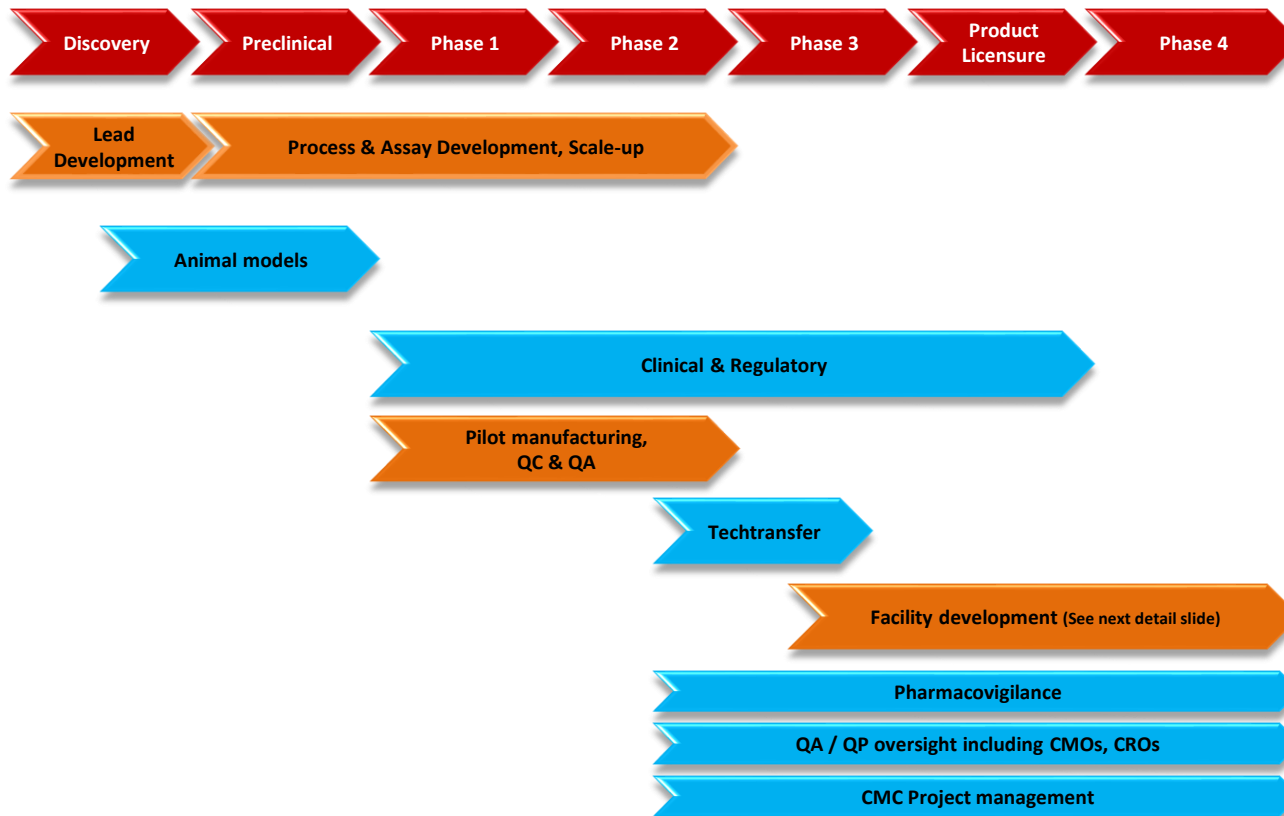 Discovery
Preclinical
Phase 1
Phase 2
Phase 3
Product
Licensure
Phase 4
Lead
Development
Process & Assay Development, Scale-up
Animal models
Clinical & Regulatory
Pilot manufacturing,
QC & QA
Techtransfer
Facility development (See next detail slide)
Pharmacovigilance
QA / QP oversight including CMOs, CROs
CMC Project management